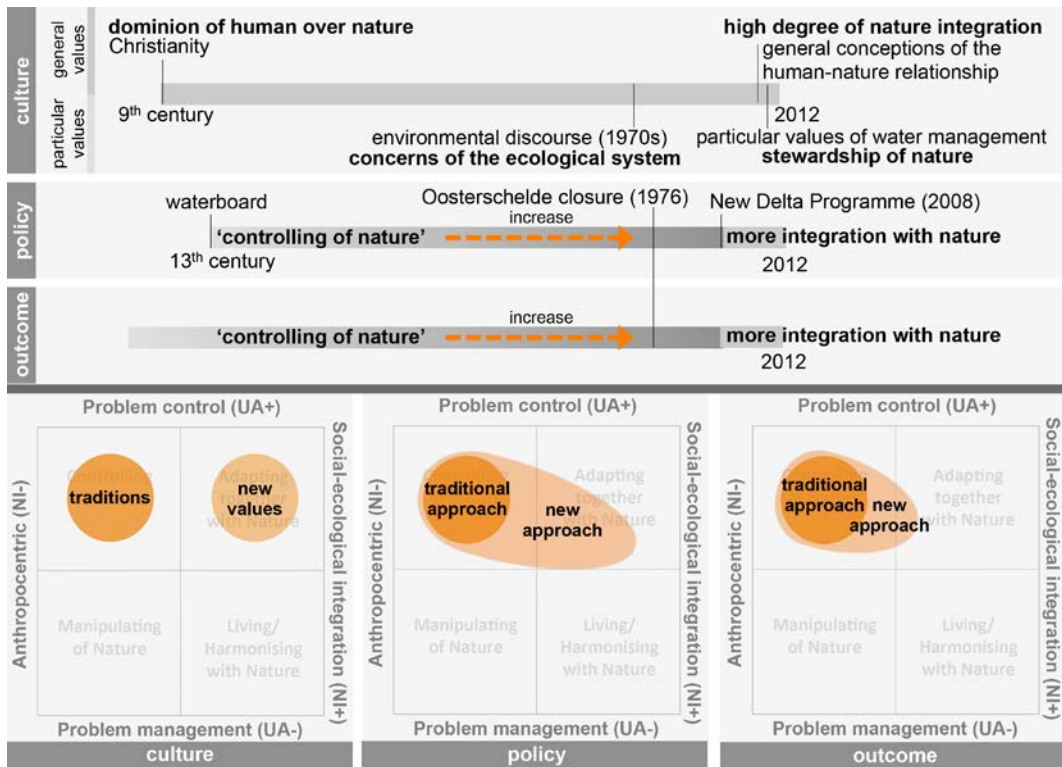 culture
general values
particular values
dominion of human over nature
Christianity
high degree of nature integration
general conceptions of the
human-nature relationship
9th century
2012
environmental discourse (1970s)
concerns of the ecological system
particular values of water management
stewardship of nature
policy
Oosterschelde closure (1976)
waterboard
increase
New Delta Programme (2008)
'controlling of nature'
more integration with nature
13th century
2012
outcome
increase
'controlling of nature'
more integration with nature
2012
Problem control (UA+)
Anthropocentric (NI-)
Social-ecological integration (NI+)
Controlling
traditions
Adapting
together
with Nature
new
values
Manipulating
of Nature
Living/
Harmonising
with Nature
Problem management (UA-)
culture
Problem control (UA+)
Anthropocentric (NI-)
Social-ecological integration (NI+)
traditional
approach
Adapting
together
with Nature
new
approach
Manipulating
of Nature
Living/
Harmonising
with Nature
Problem management (UA-)
policy
Problem control (UA+)
Anthropocentric (NI-)
Social-ecological integration (NI+)
traditional
approach
Adapting
together
with Nature
new
approach
Manipulating
of Nature
Living/
Harmonising
with Nature
Problem management (UA-)
outcome